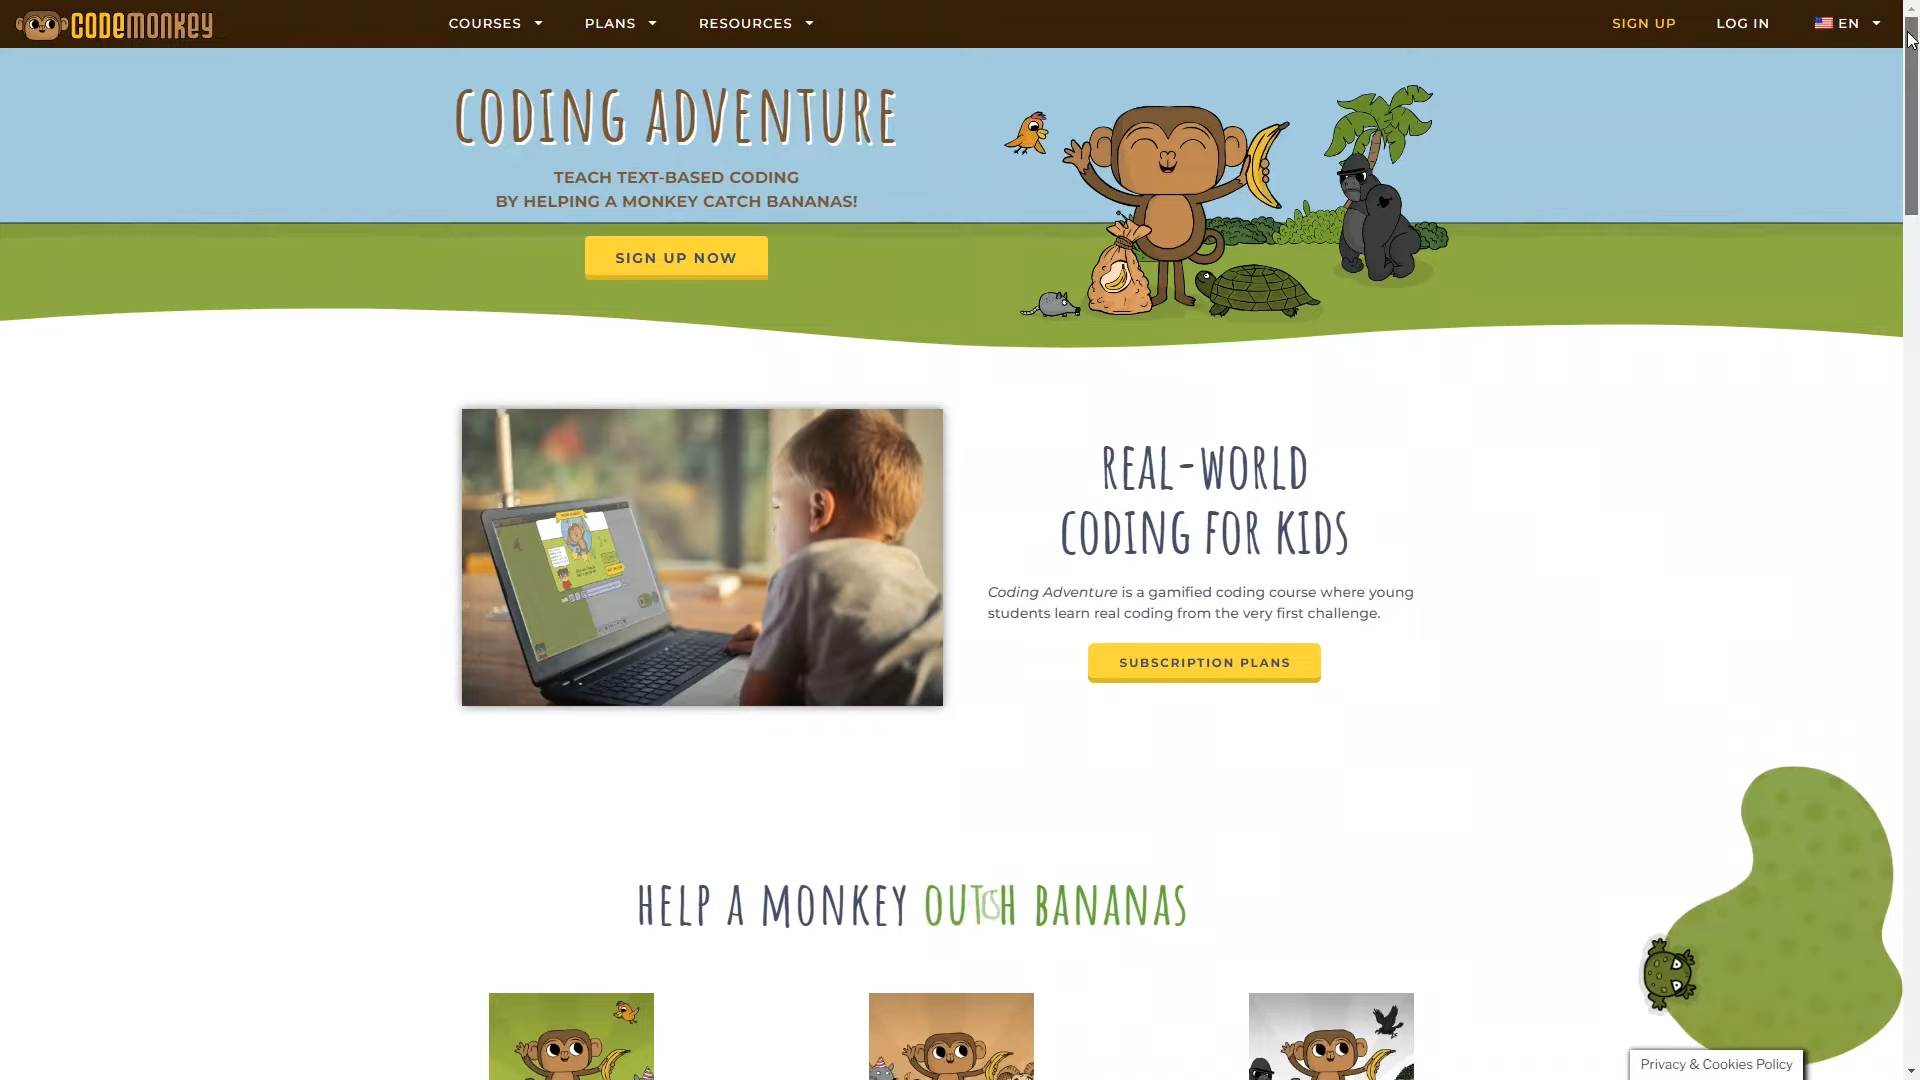 CODEMONKEY
COURSES
PLANS
RESOURCES
SIGN UP
LOG IN
EN
CODING ADVENTURE
TEACH TEXT-BASED CODING
BY HELPING A MONKEY CATCH BANANAS!
SIGN UP NOW
REAL-WORLD
CODING FOR KIDS
Coding Adventure is a gamified coding course where young
students learn real coding from the very first challenge.
SUBSCRIPTION PLANS
HELP A MONKEY BANANAS
Privacy & Cookies Policy